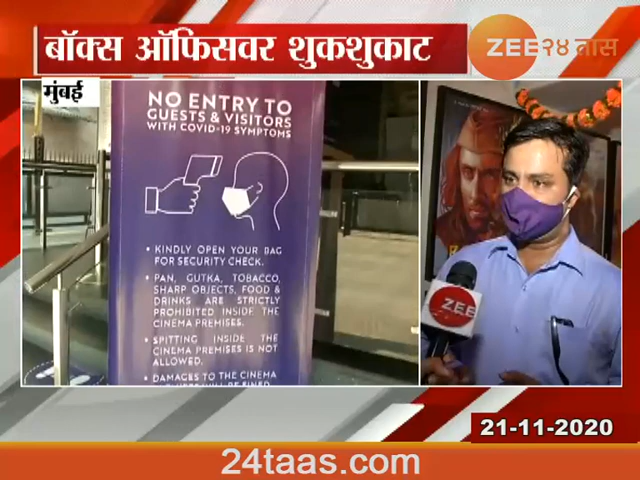 बॉक्स ऑफिसवर शुकशुकाट
ZEE २४ तास
मुंबई
NO ENTRY TO
GUESTS & VISITORS
WITH COVID-19 SYMPTOMS
• KINDLY OPEN YOUR BAG
FOR SECURITY CHECK.
• PAN, GUTKA, TOBACCO,
SHARP OBJECTS, FOOD &
DRINKS ARE STRICTLY
PROHIBITED INSIDE THE
CINEMA PREMISES.
• SPITTING INSIDE THE
CINEMA PREMISES IS NOT
ALLOWED.
• DAMAGES TO THE CINEMA
ZEE
21-11-2020
24taas.com